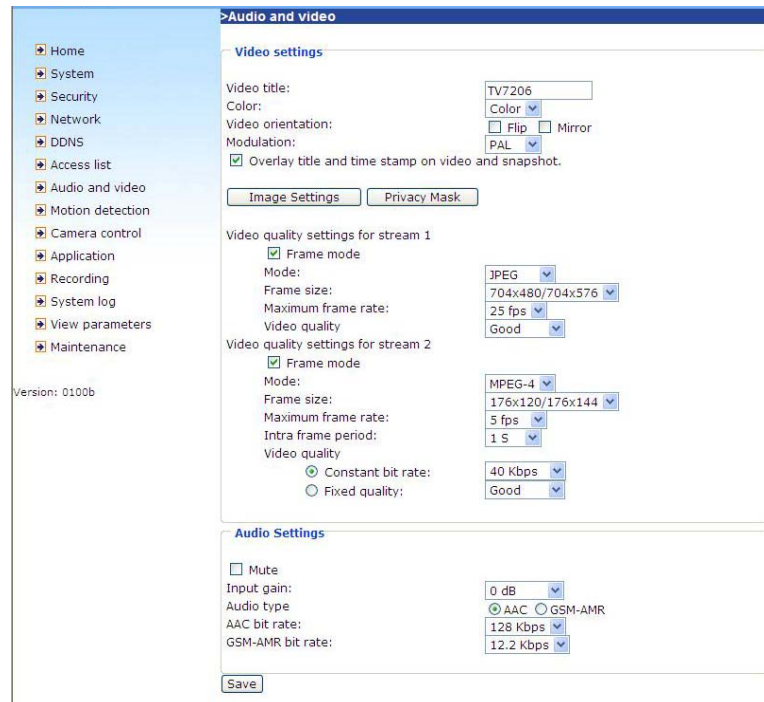 >Audio and video
Home
System
Security
Network
DDNS
Access list
Audio and video
Motion detection
Camera control
Application
Recording
System log
View parameters
Maintenance
Version: 0100b
Video settings
Video title: TV7206
Color: Color
Video orientation: Flip Mirror
Modulation: PAL
Overlay title and time stamp on video and snapshot.
Image Settings Privacy Mask
Video quality settings for stream 1
Frame mode
Mode: JPEG
Frame size: 704x480/704x576
Maximum frame rate: 25 fps
Video quality Good
Video quality settings for stream 2
Frame mode
Mode: MPEG-4
Frame size: 176x120/176x144
Maximum frame rate: 5 fps
Intra frame period: 1 S
Video quality
Constant bit rate: 40 Kbps
Fixed quality: Good
Audio Settings
Mute
Input gain: 0 dB
Audio type AAC GSM-AMR
AAC bit rate: 128 Kbps
GSM-AMR bit rate: 12.2 Kbps
Save